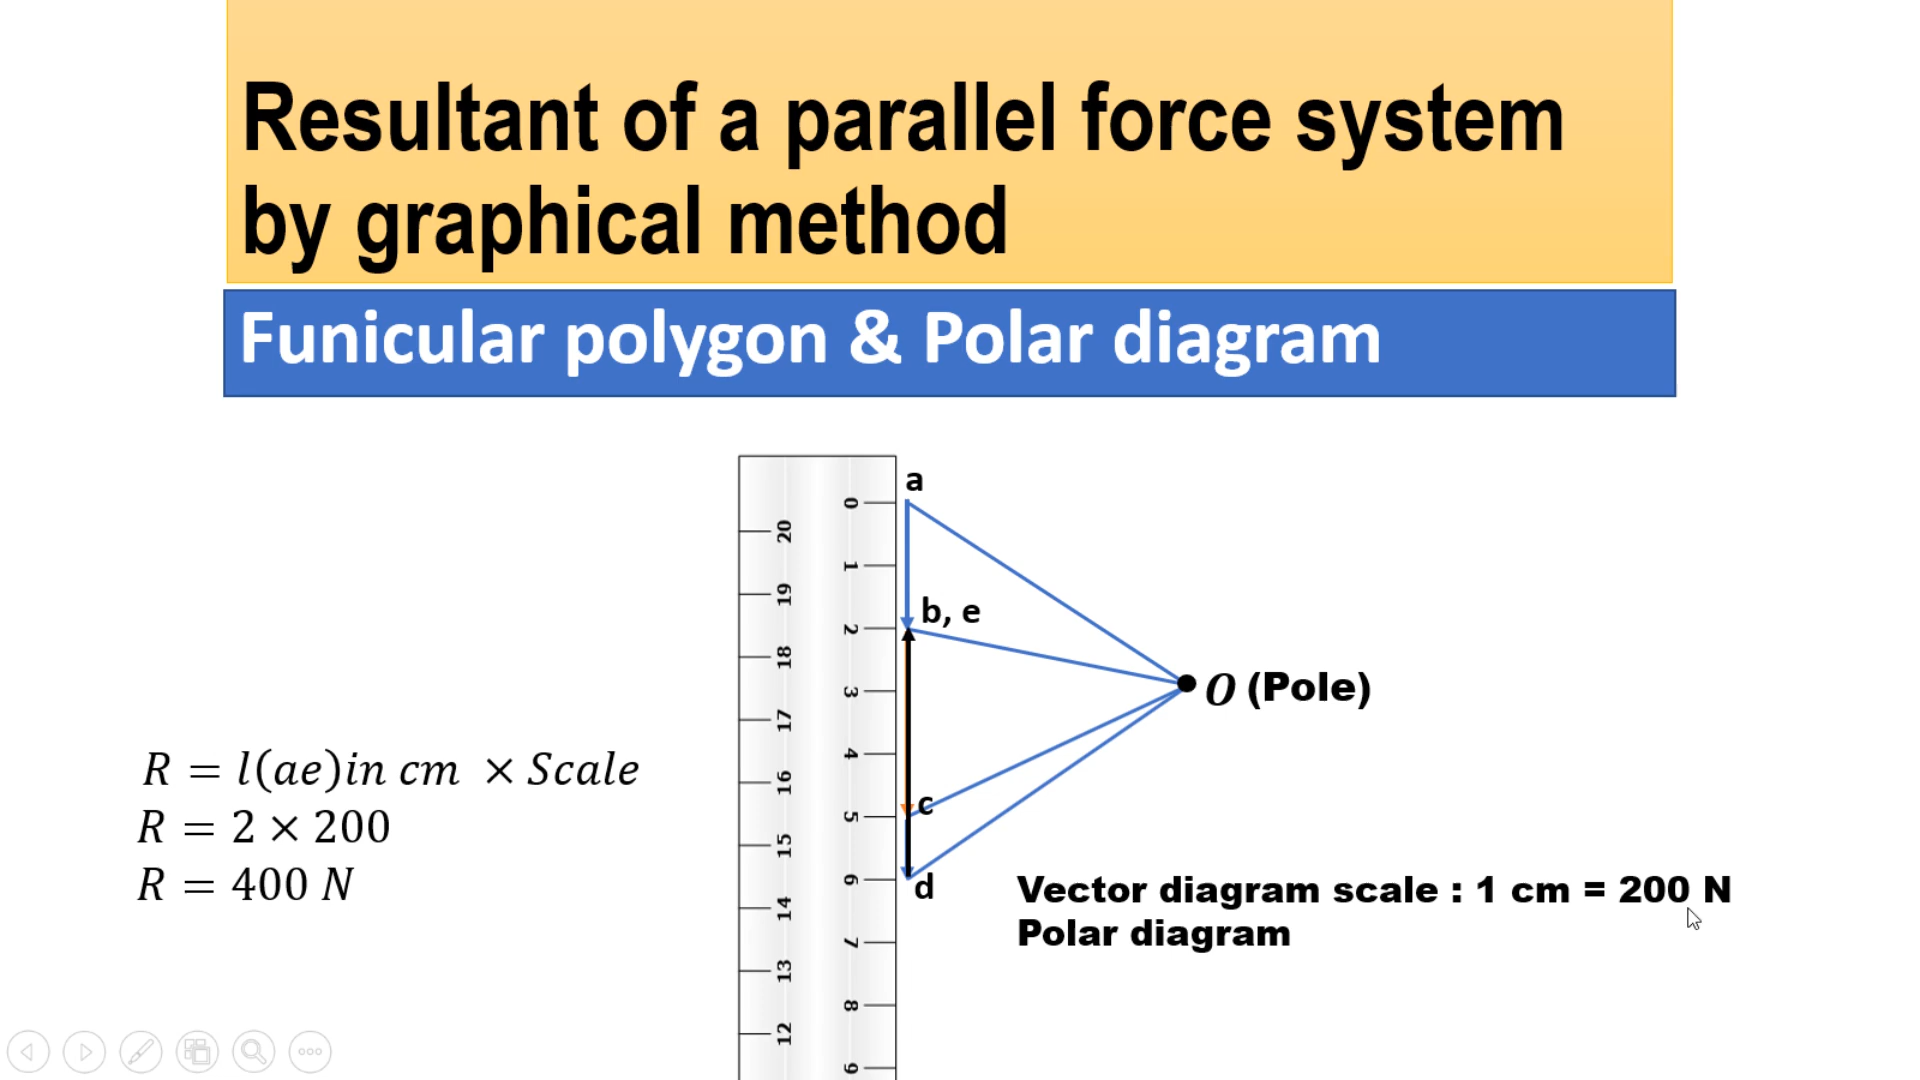 Resultant of a parallel force system
by graphical method
Funicular polygon & Polar diagram
a
0
20
1
19
b, e
2
18
3
O (Pole)
17
4
R = l(ae)in cm × Scale
16
c
5
R = 2 × 200
15
6
d
R = 400 N
Vector diagram scale : 1 cm = 200 N
14
Polar diagram
7
13
8
12
9